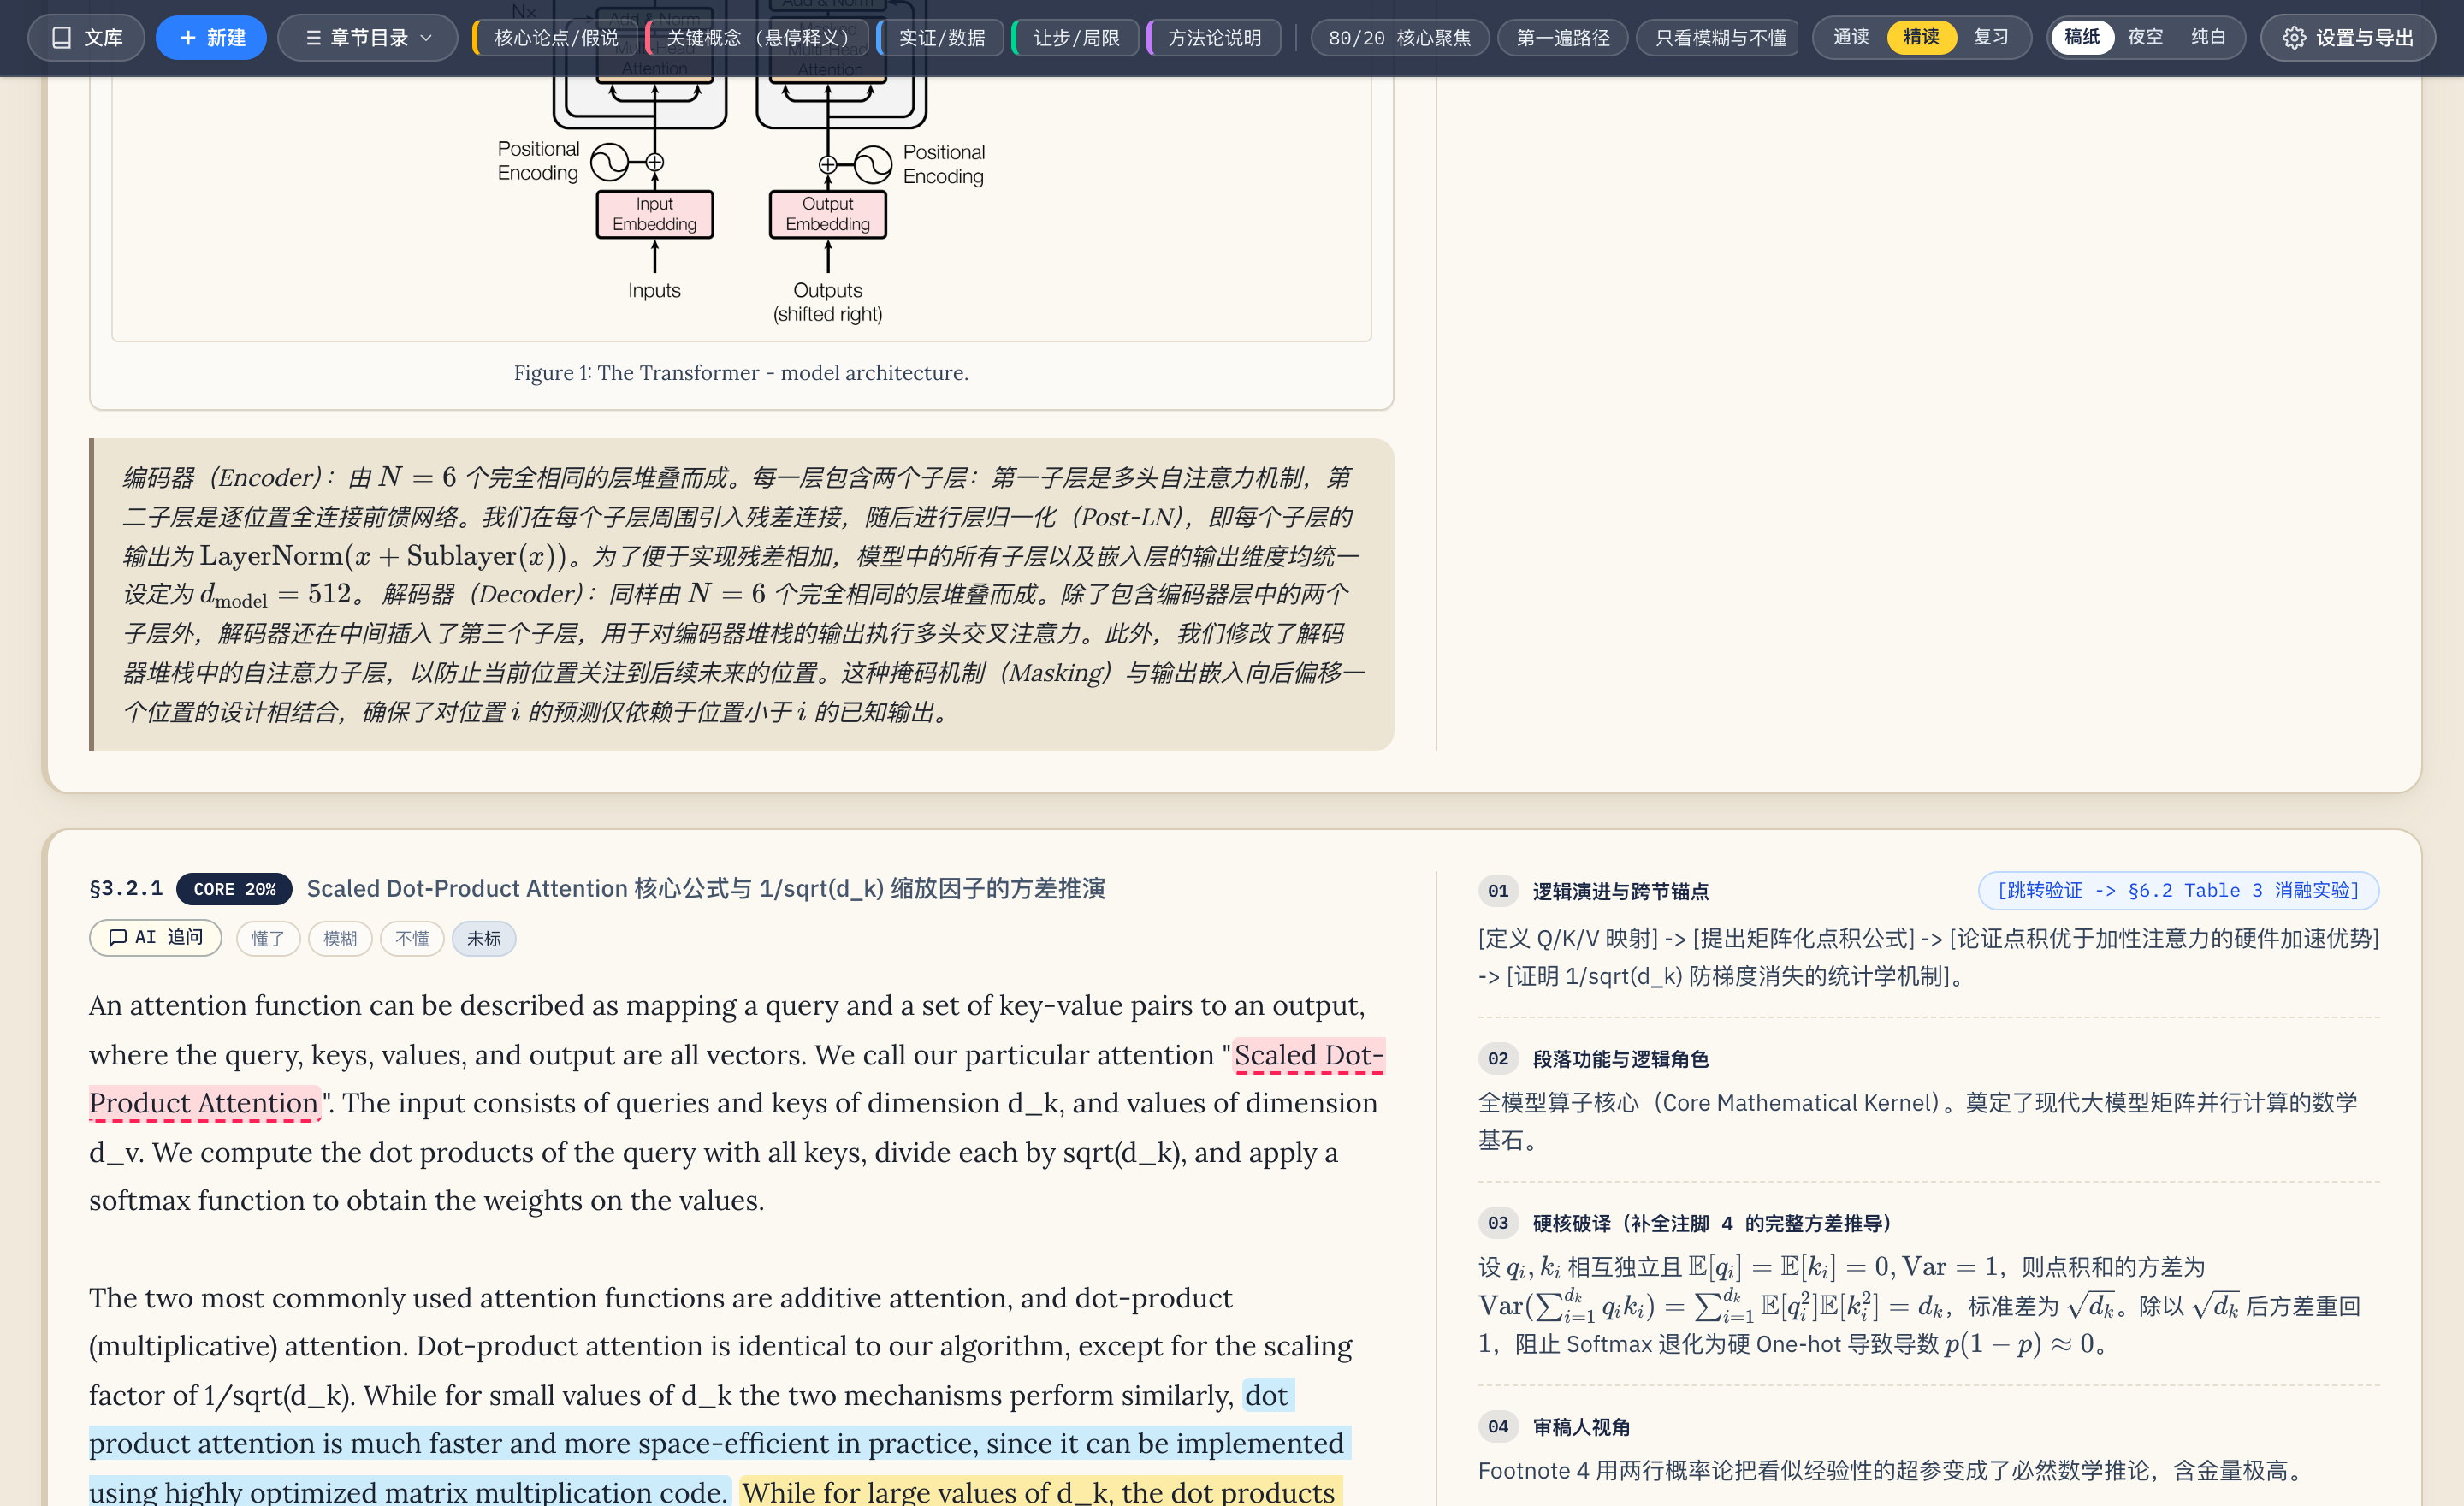 文库
新建
章节目录
核心论点/假说
关键概念 (悬停释义)
实证/数据
让步/局限
方法论说明
80/20 核心聚焦
第一遍路径
只看模糊与不懂
通读
精读
复习
稿纸
夜空
纯白
设置与导出
N×
Add & Norm
Multi-Head
Attention
Add & Norm
Masked
Multi-Head
Attention
Positional
Encoding
Positional
Encoding
Input
Embedding
Output
Embedding
Inputs
Outputs
(shifted right)
Figure 1: The Transformer - model architecture.
编码器（Encoder）：由 N = 6 个完全相同的层堆叠而成。每一层包含两个子层：第一子层是多头自注意力机制，第
二子层是逐位置全连接前馈网络。我们在每个子层周围引入残差连接，随后进行层归一化（Post-LN），即每个子层的
输出为 LayerNorm(x + Sublayer(x))。为了便于实现残差相加，模型中的所有子层以及嵌入层的输出维度均统一
设定为 d_model = 512。 解码器（Decoder）：同样由 N = 6 个完全相同的层堆叠而成。除了包含编码器层中的两个
子层外，解码器还在中间插入了第三个子层，用于对编码器堆栈的输出执行多头交叉注意力。此外，我们修改了解码
器堆栈中的自注意力子层，以防止当前位置关注到后续未来的位置。这种掩码机制（Masking）与输出嵌入向后偏移一
个位置的设计相结合，确保了对位置 i 的预测仅依赖于位置小于 i 的已知输出。
§3.2.1 CORE 20% Scaled Dot-Product Attention 核心公式与 1/sqrt(d_k) 缩放因子的方差推演
AI 追问 懂了 模糊 不懂 未标
An attention function can be described as mapping a query and a set of key-value pairs to an output,
where the query, keys, values, and output are all vectors. We call our particular attention "Scaled Dot-
Product Attention". The input consists of queries and keys of dimension d_k, and values of dimension
d_v. We compute the dot products of the query with all keys, divide each by sqrt(d_k), and apply a
softmax function to obtain the weights on the values.
The two most commonly used attention functions are additive attention, and dot-product
(multiplicative) attention. Dot-product attention is identical to our algorithm, except for the scaling
factor of 1/sqrt(d_k). While for small values of d_k the two mechanisms perform similarly, dot
product attention is much faster and more space-efficient in practice, since it can be implemented
using highly optimized matrix multiplication code. While for large values of d_k, the dot products
01 逻辑演进与跨节锚点 [跳转验证 -> §6.2 Table 3 消融实验]
[定义 Q/K/V 映射] -> [提出矩阵化点积公式] -> [论证点积优于加性注意力的硬件加速优势]
-> [证明 1/sqrt(d_k) 防梯度消失的统计学机制]。
02 段落功能与逻辑角色
全模型算子核心（Core Mathematical Kernel）。奠定了现代大模型矩阵并行计算的数学
基石。
03 硬核破译（补全注脚 4 的完整方差推导）
设 q_i, k_i 相互独立且 𝔼[q_i] = 𝔼[k_i] = 0, Var = 1，则点积和的方差为
Var(∑_{i=1}^{d_k} q_i k_i) = ∑_{i=1}^{d_k} 𝔼[q_i^2]𝔼[k_i^2] = d_k，标准差为 √d_k。除以 √d_k 后方差重回
1，阻止 Softmax 退化为硬 One-hot 导致导数 p(1 − p) ≈ 0。
04 审稿人视角
Footnote 4 用两行概率论把看似经验性的超参变成了必然数学推论，含金量极高。